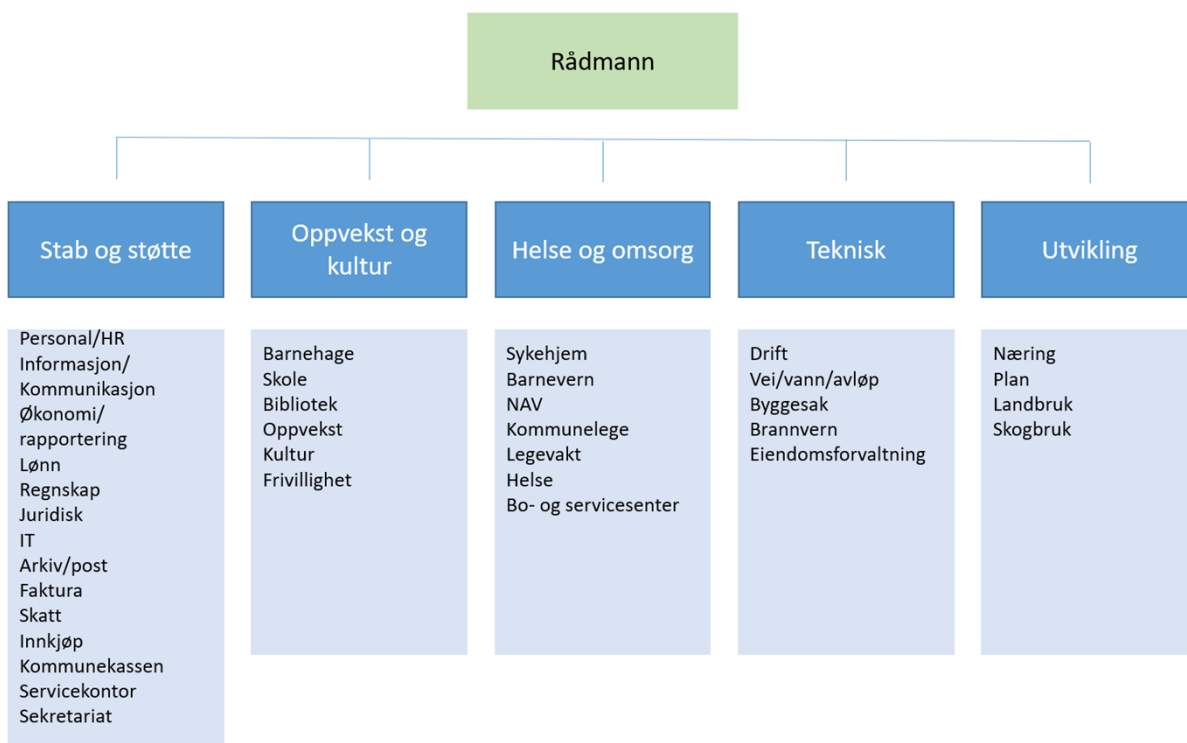 Rådmann
Stab og støtte
Oppvekst og
kultur
Helse og omsorg
Teknisk
Utvikling
Personal/HR
Informasjon/
Kommunikasjon
Økonomi/
rapportering
Lønn
Regnskap
Juridisk
IT
Arkiv/post
Faktura
Skatt
Innkjøp
Kommunekassen
Servicekontor
Sekretariat
Barnehage
Skole
Bibliotek
Oppvekst
Kultur
Frivillighet
Sykehjem
Barnevern
NAV
Kommunelege
Legevakt
Helse
Bo- og servicesenter
Drift
Vei/vann/avløp
Byggesak
Brannvern
Eiendomsforvaltning
Næring
Plan
Landbruk
Skogbruk